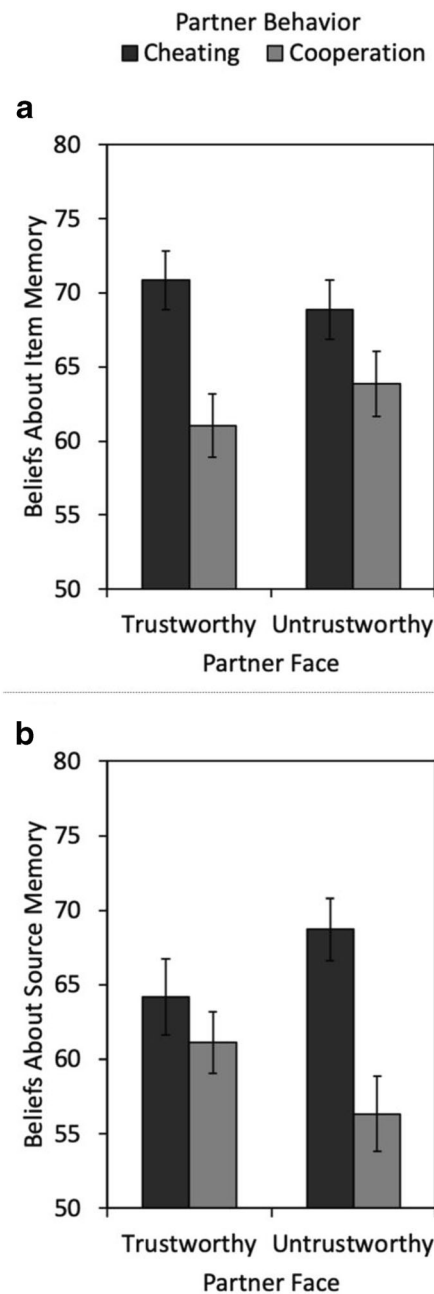 Partner Behavior
Cheating Cooperation
a
80
75
70
65
60
55
50
Beliefs About Item Memory
Trustworthy Untrustworthy
Partner Face
b
80
75
70
65
60
55
50
Beliefs About Source Memory
Trustworthy Untrustworthy
Partner Face